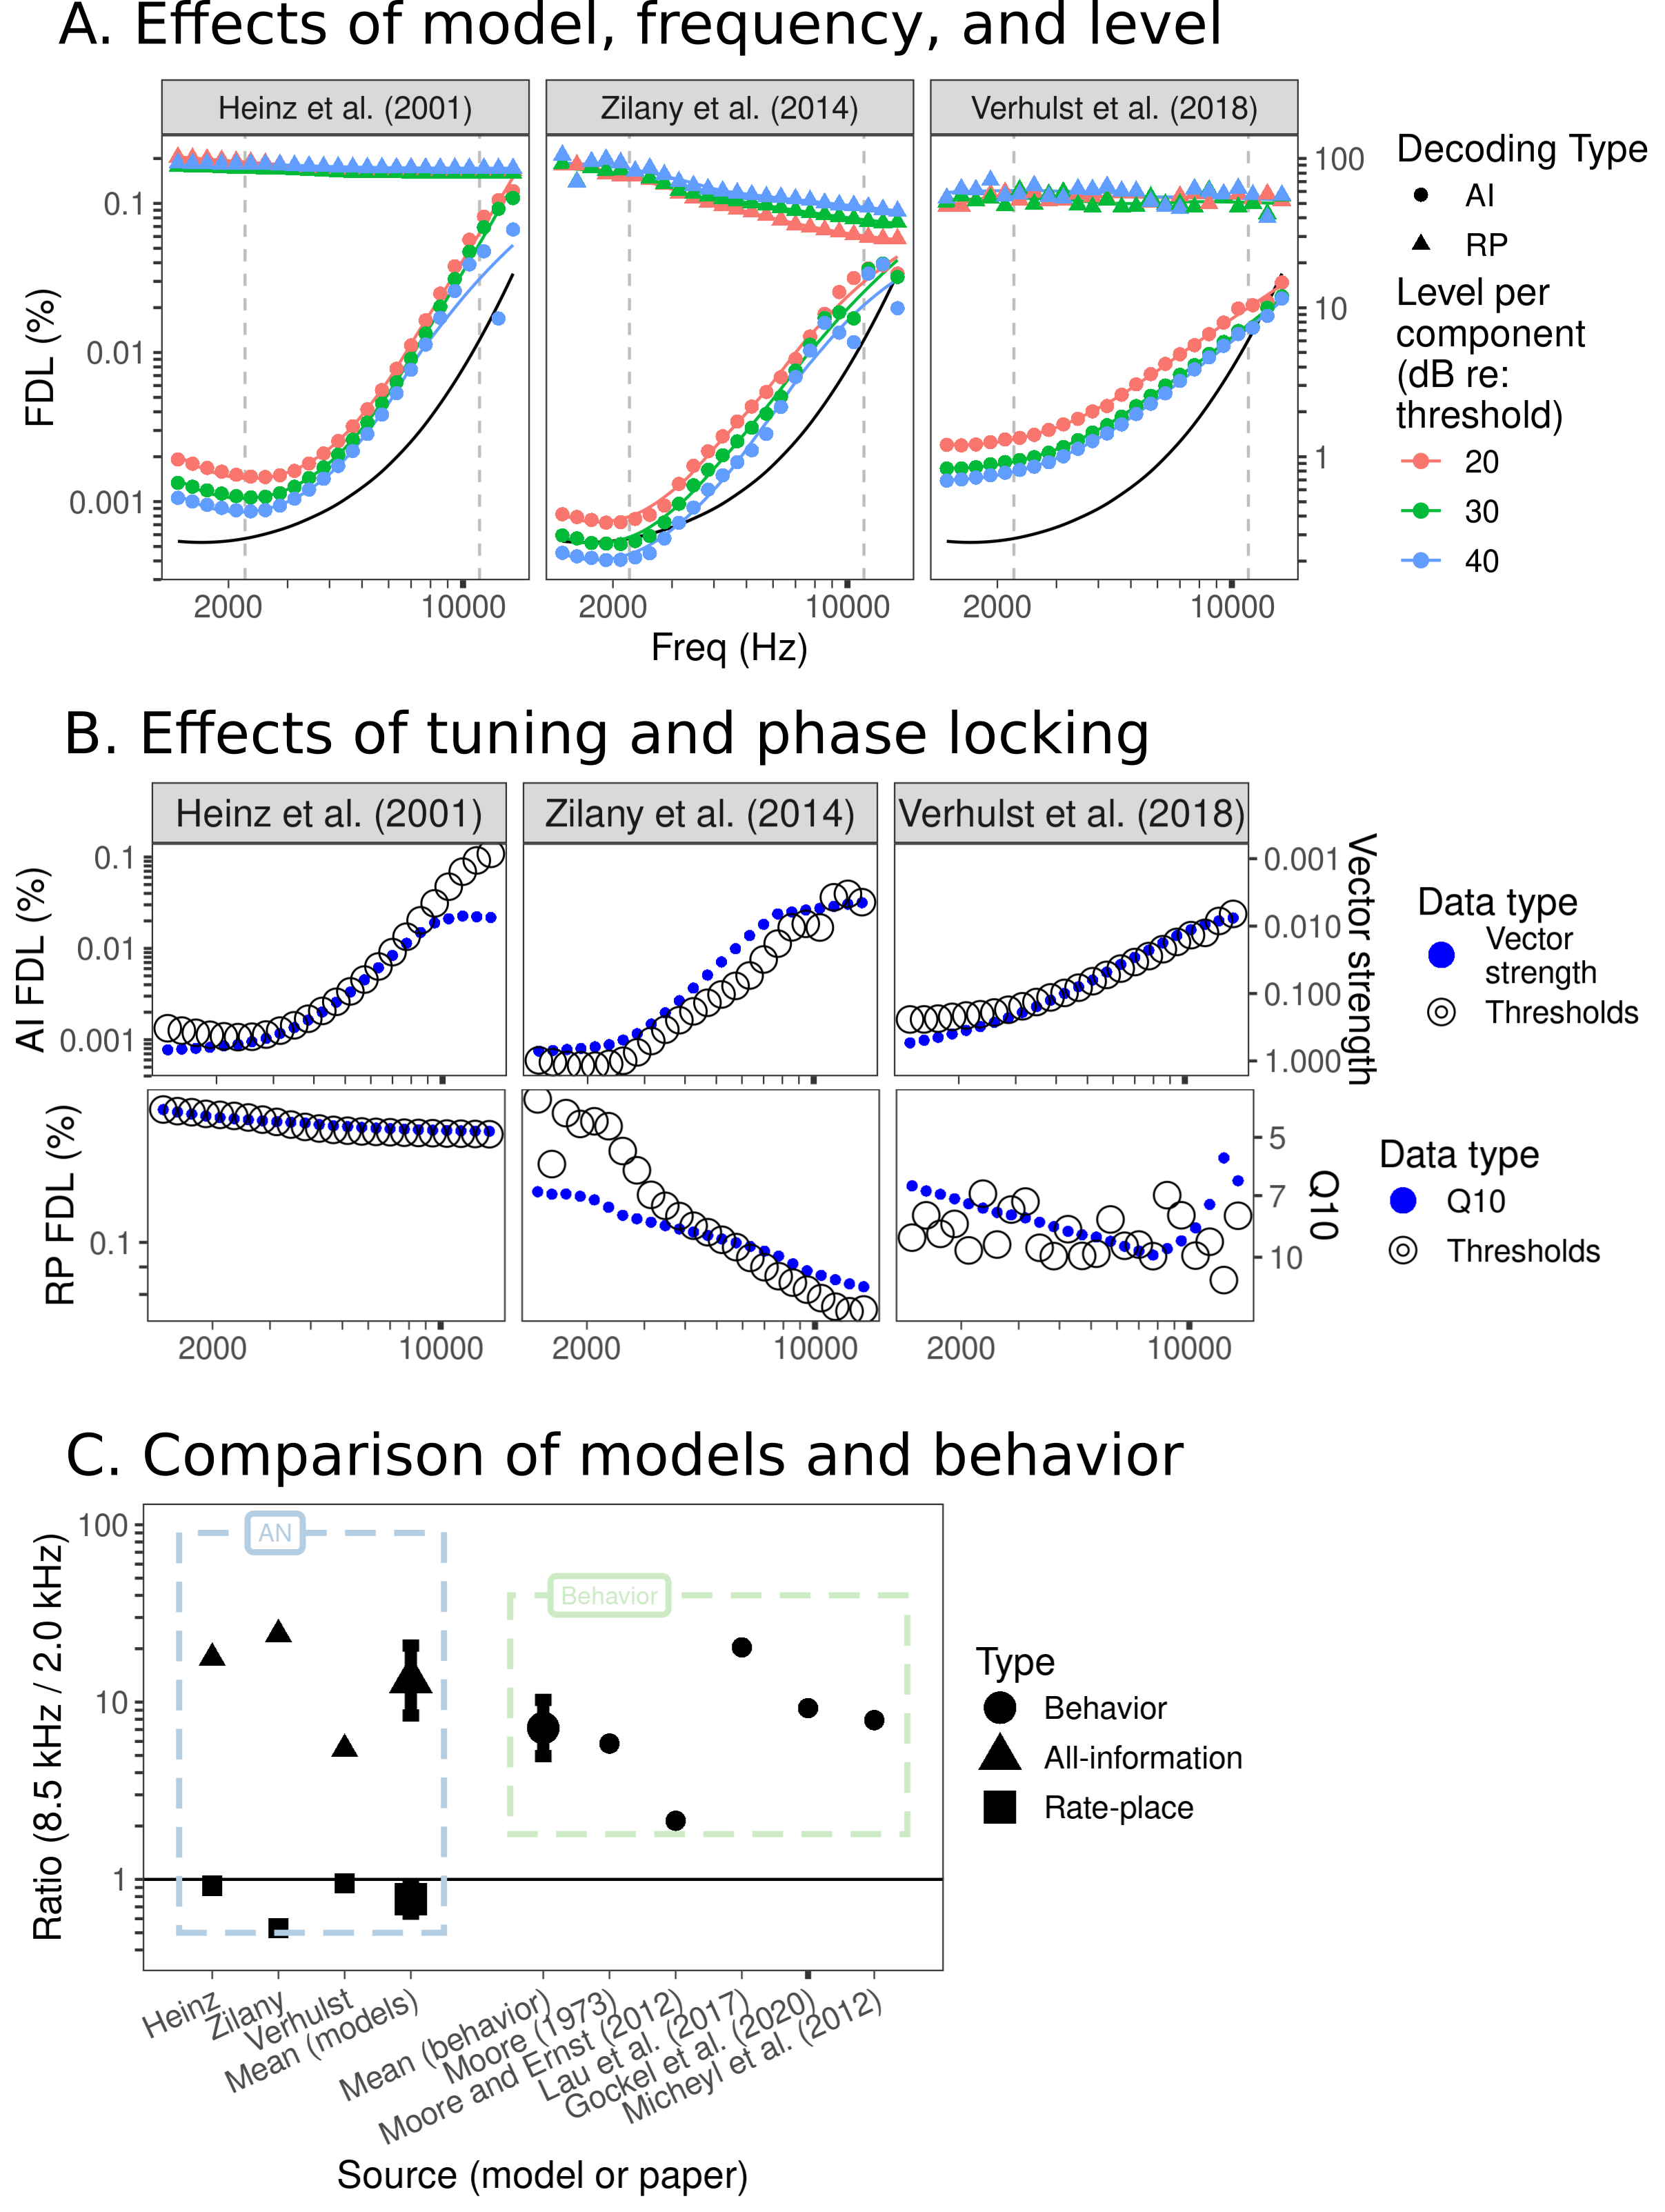 A. Effects of model, frequency, and level
Heinz et al. (2001)
Zilany et al. (2014)
Verhulst et al. (2018)
FDL (%)
0.1
0.01
0.001
100
10
1
2000
10000
2000
10000
2000
10000
Freq (Hz)
Decoding Type
AI
RP
Level per
component
(dB re:
threshold)
20
30
40
B. Effects of tuning and phase locking
Heinz et al. (2001)
Zilany et al. (2014)
Verhulst et al. (2018)
AI FDL (%)
0.1
0.01
0.001
0.001
0.010
0.100
1.000
Vector strength
Data type
Vector
strength
Thresholds
RP FDL (%)
0.1
5
7
10
Q10
Data type
Q10
Thresholds
2000
10000
2000
10000
2000
10000
C. Comparison of models and behavior
Ratio (8.5 kHz / 2.0 kHz)
100
10
1
AN
Behavior
Type
Behavior
All-information
Rate-place
Heinz
Zilany
Verhulst
Mean (models)
Mean (behavior)
Moore (1973)
Moore and Ernst (2012)
Lau et al. (2017)
Gockel et al. (2020)
Micheyl et al. (2012)
Source (model or paper)